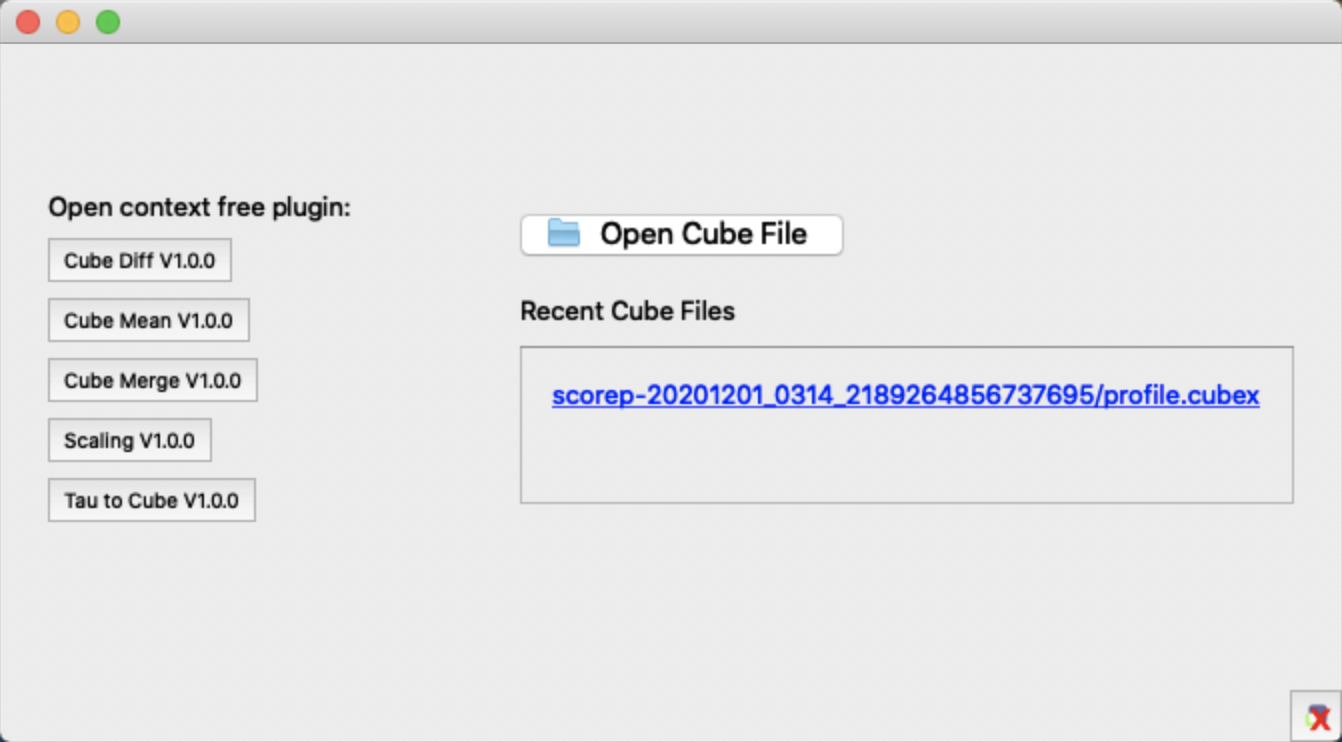 Open context free plugin:
Cube Diff V1.0.0
Cube Mean V1.0.0
Cube Merge V1.0.0
Scaling V1.0.0
Tau to Cube V1.0.0
Open Cube File
Recent Cube Files
scorep-20201201_0314_2189264856737695/profile.cubex